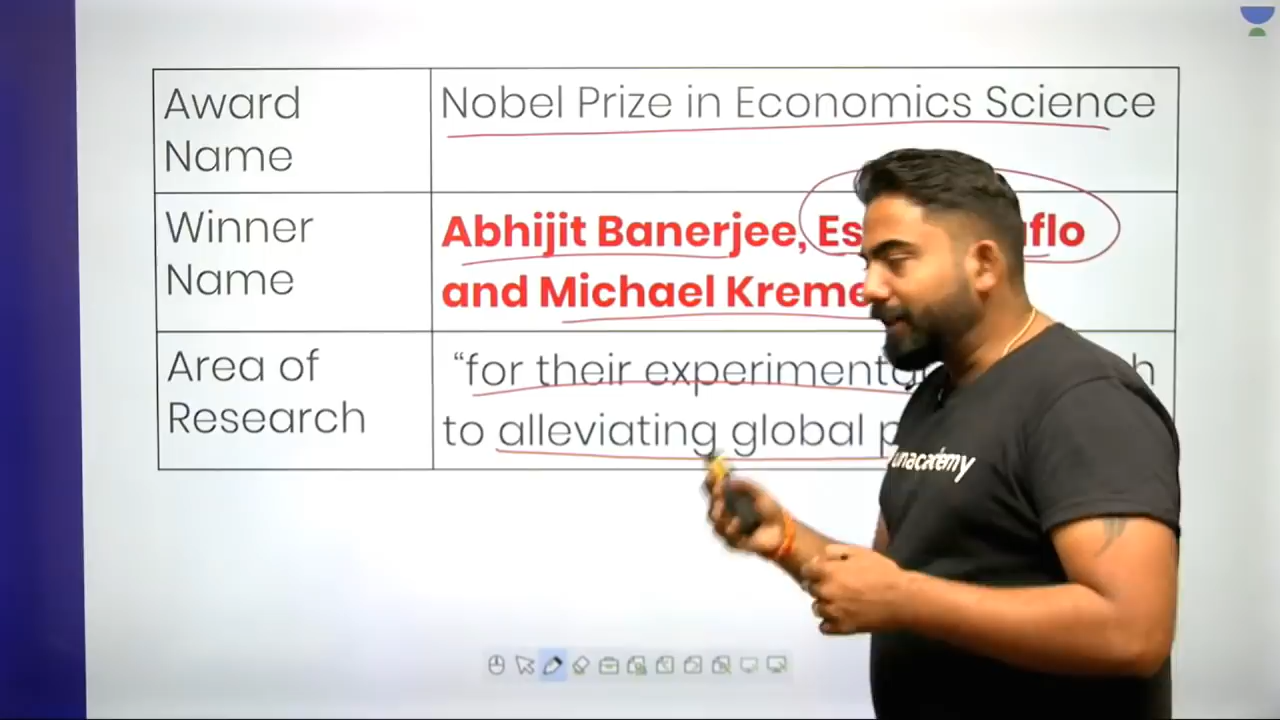 Award
Name
Nobel Prize in Economics Science
Winner
Name
Abhijit Banerjee,
and Michael
Area of
Research
"for their
to alleviating global
unacademy